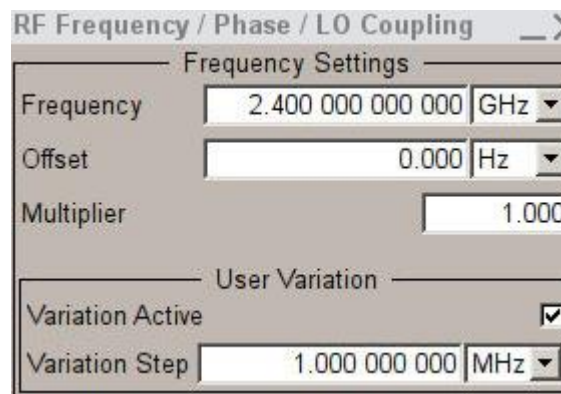 RF Frequency / Phase / LO Coupling
Frequency Settings
Frequency 2.400 000 000 000 GHz
Offset 0.000 Hz
Multiplier 1.000
User Variation
Variation Active
Variation Step 1.000 000 000 MHz